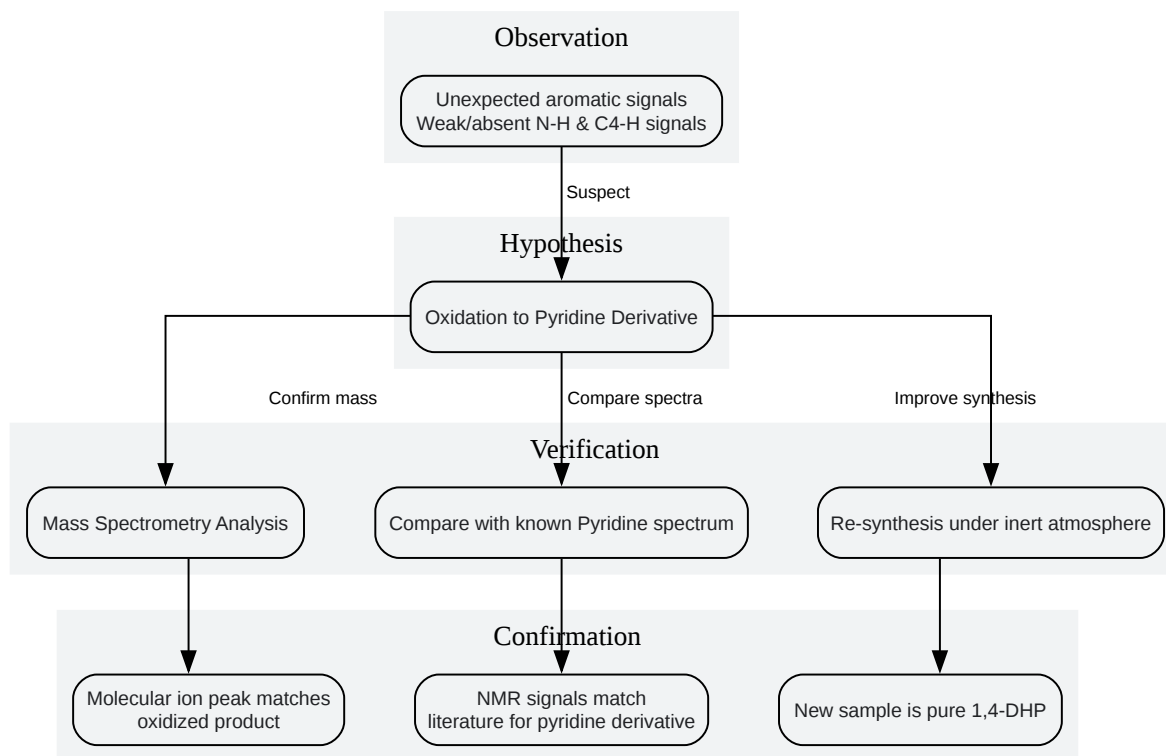 Observation
Unexpected aromatic signals
Weak/absent N-H & C4-H signals
Suspect
Hypothesis
Oxidation to Pyridine Derivative
Confirm mass
Compare spectra
Improve synthesis
Verification
Mass Spectrometry Analysis
Compare with known Pyridine spectrum
Re-synthesis under inert atmosphere
Confirmation
Molecular ion peak matches
oxidized product
NMR signals match
literature for pyridine derivative
New sample is pure 1,4-DHP